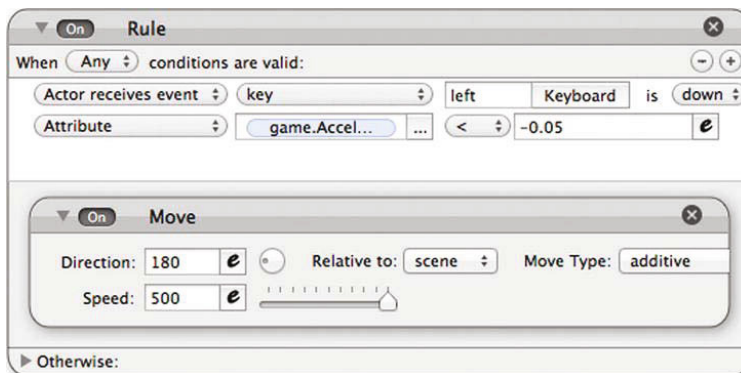 On Rule
When Any conditions are valid:
Actor receives event key left Keyboard is down
Attribute game.Accel... ... < -0.05 e
On Move
Direction: 180 e Relative to: scene Move Type: additive
Speed: 500 e
Otherwise: